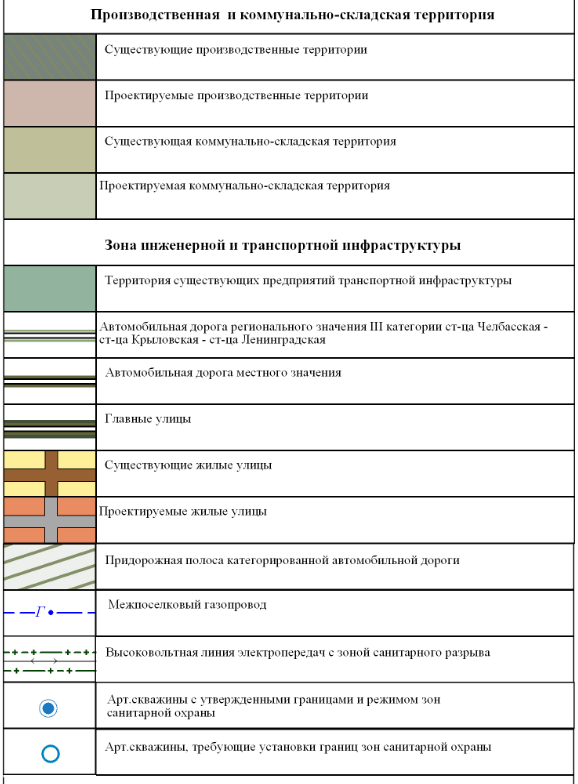 Производственная и коммунально-складская территория
Существующие производственные территории
Проектируемые производственные территории
Существующая коммунально-складская территория
Проектируемая коммунально-складская территория
Зона инженерной и транспортной инфраструктуры
Территория существующих предприятий транспортной инфраструктуры
Автомобильная дорога регионального значения III категории ст-ца Челбасская -
ст-ца Крыловская - ст-ца Ленинградская
Автомобильная дорога местного значения
Главные улицы
Существующие жилые улицы
Проектируемые жилые улицы
Придорожная полоса категорированной автомобильной дороги
Г
Межпоселковый газопровод
Высоковольтная линия электропередач с зоной санитарного разрыва
Арт.скважины с утвержденными границами и режимом зон
санитарной охраны
Арт.скважины, требующие установки границ зон санитарной охраны